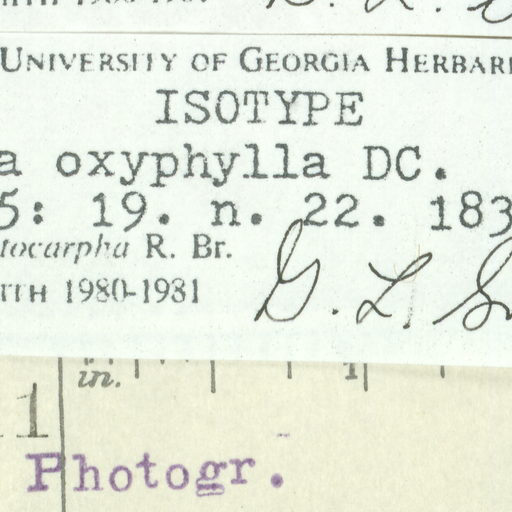 UNIVERSITY OF GEORGIA HERBARI
ISOTYPE
a oxyphylla DC.
5: 19. n. 22. 183
tocarpha R. Br.
ITH 1980-1981
G. L. S
in. 1
1
Photogr.